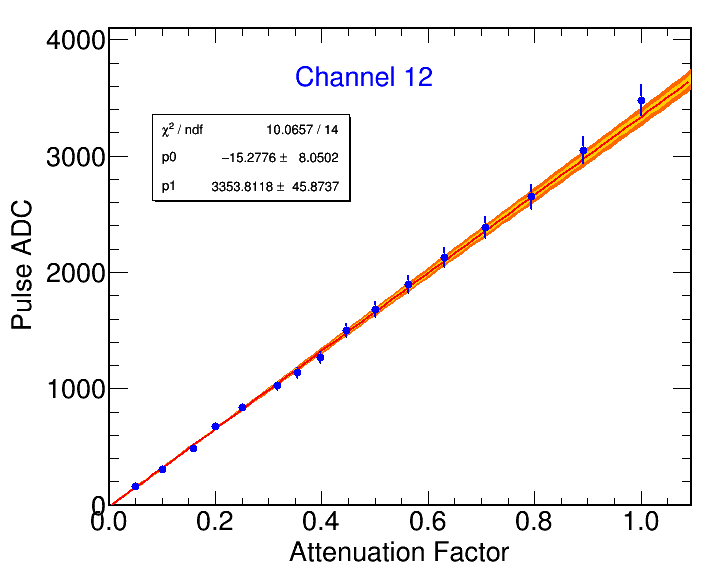 Channel 12
χ² / ndf 10.0657 / 14
p0 −15.2776 ± 8.0502
p1 3353.8118 ± 45.8737
Pulse ADC
4000
3000
2000
1000
0
0.0 0.2 0.4 0.6 0.8 1.0
Attenuation Factor